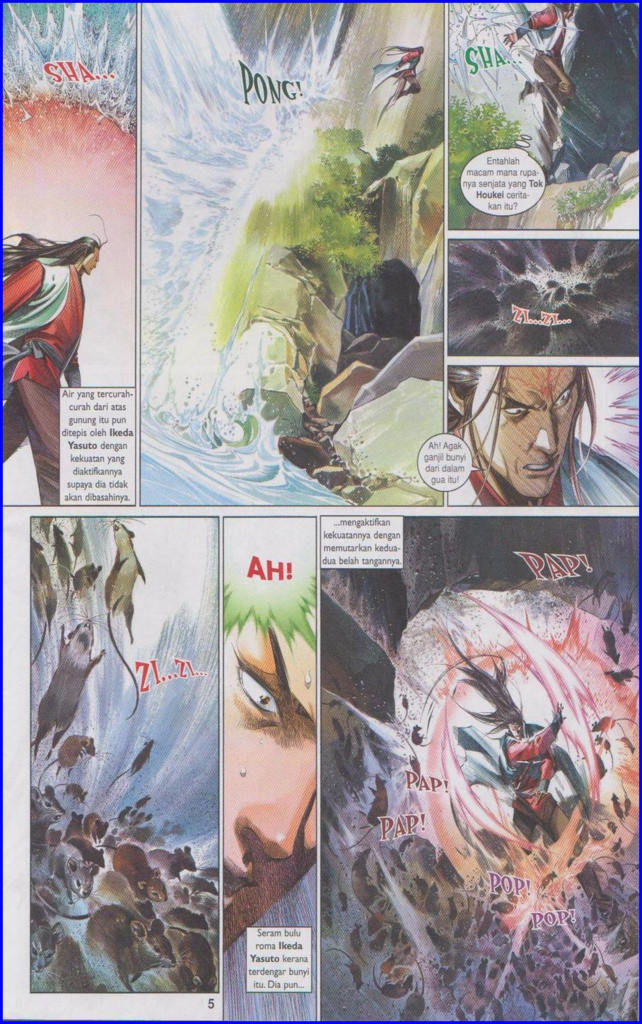 SHA...
Air yang tercurah-
curah dari atas
gunung itu pun
ditepis oleh Ikeda
Yasuto dengan
kekuatan yang
diaktifkannya
supaya dia tidak
akan dibasahinya.
PONG!
SHA...
Entahlah
macam mana rupa-
nya senjata yang Tok
Houkei cerita-
kan itu?
ZI...ZI...
Ah! Agak
ganjil bunyi
dari dalam
gua itu!
ZI...ZI...
AH!
Seram bulu
roma Ikeda
Yasuto kerana
terdengar bunyi
itu. Dia pun...
...mengaktifkan
kekuatannya dengan
memutarkan kedua-
dua belah tangannya.
PAP!
PAP!
PAP!
POP!
POP!
5